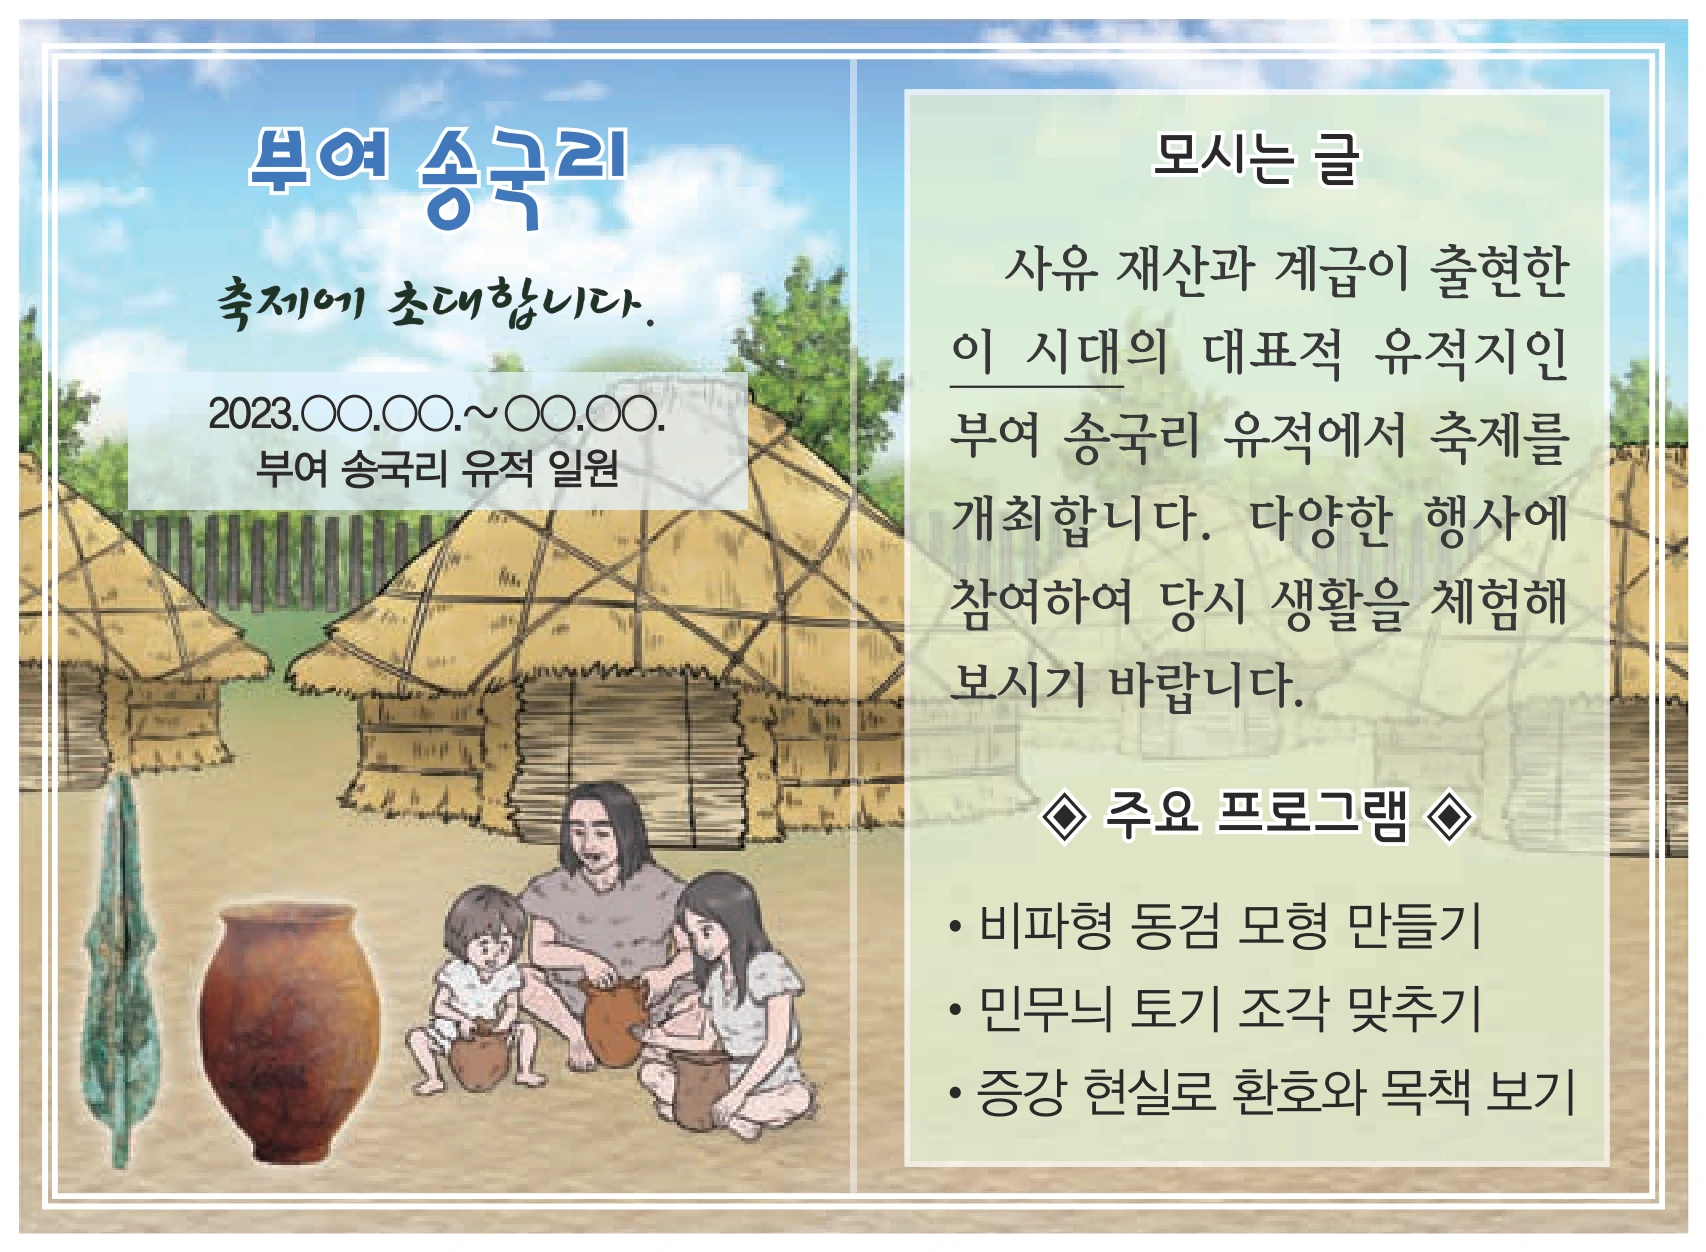 부여 송국리
축제에 초대합니다.
2023.○○.○○.~○○.○○.
부여 송국리 유적 일원
모시는 글
사유 재산과 계급이 출현한
이 시대의 대표적 유적지인
부여 송국리 유적에서 축제를
개최합니다. 다양한 행사에
참여하여 당시 생활을 체험해
보시기 바랍니다.
◈ 주요 프로그램 ◈
• 비파형 동검 모형 만들기
• 민무늬 토기 조각 맞추기
• 증강 현실로 환호와 목책 보기